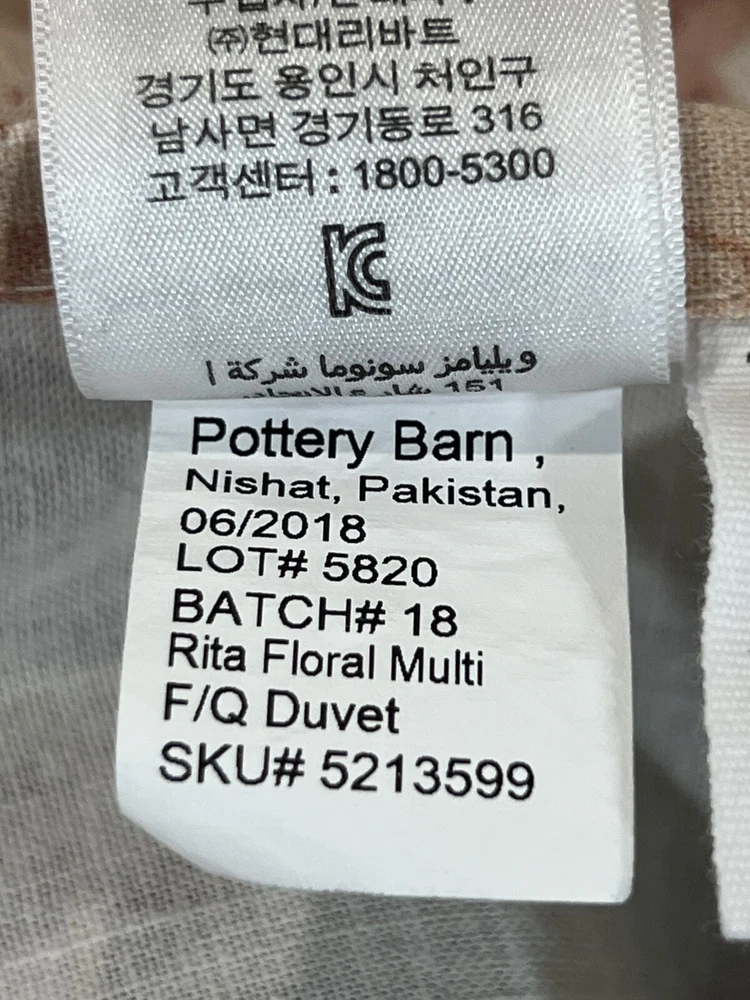 (주)현대리바트
경기도 용인시 처인구
남사면 경기동로 316
고객센터 : 1800-5300
KC
ويليامز سونوما شركة ا
151
Pottery Barn ,
Nishat, Pakistan,
06/2018
LOT# 5820
BATCH# 18
Rita Floral Multi
F/Q Duvet
SKU# 5213599